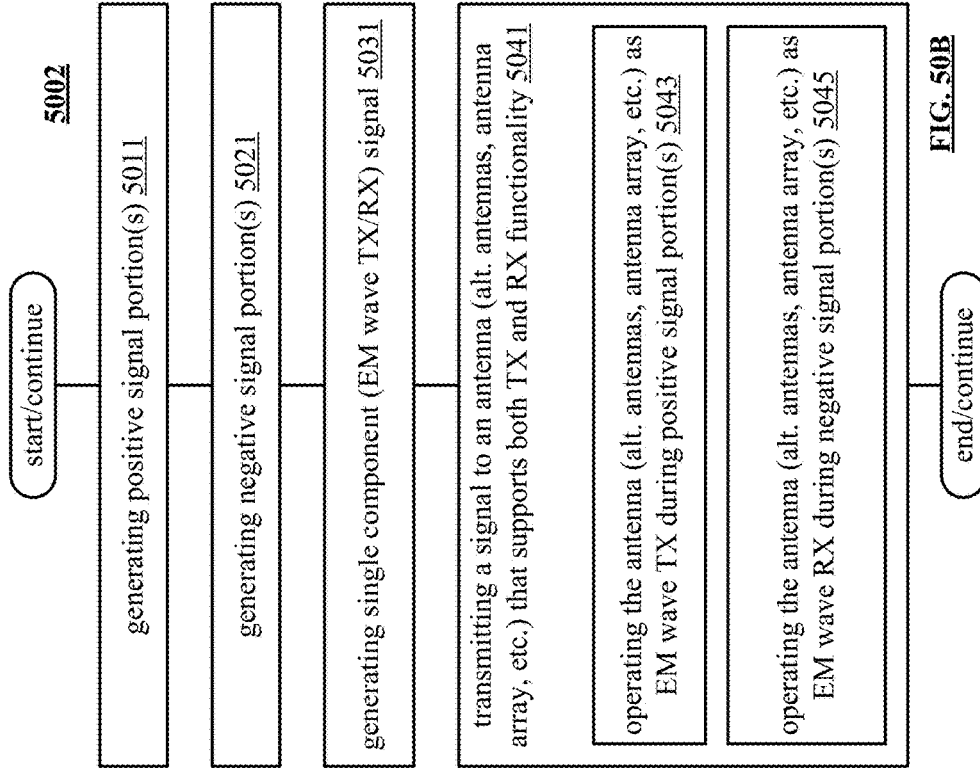 5002
start/continue
generating positive signal portion(s) 5011
generating negative signal portion(s) 5021
generating single component (EM wave TX/RX) signal 5031
transmitting a signal to an antenna (alt. antennas, antenna
array, etc.) that supports both TX and RX functionality 5041
operating the antenna (alt. antennas, antenna array, etc.) as
EM wave TX during positive signal portion(s) 5043
operating the antenna (alt. antennas, antenna array, etc.) as
EM wave RX during negative signal portion(s) 5045
end/continue
FIG. 50B